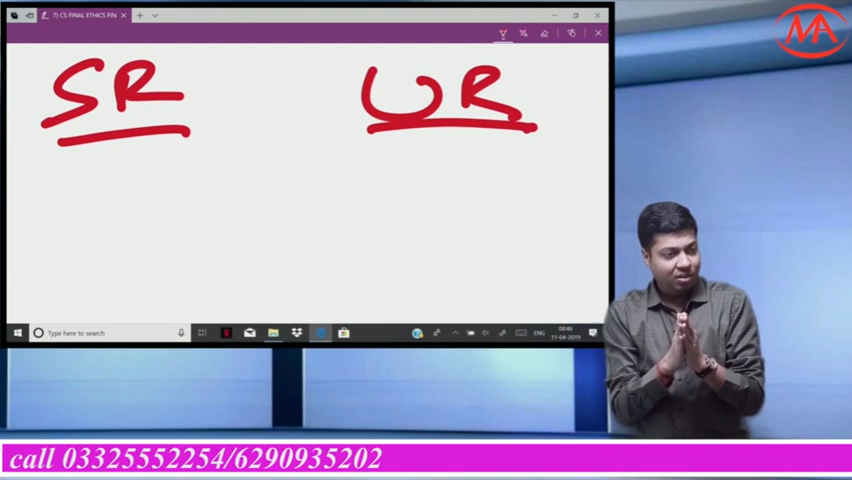 7) CS FINAL ETHICS FIN
MA
SR UR
Type here to search
ENG
08:46
11-04-2019
call 03325552254/6290935202